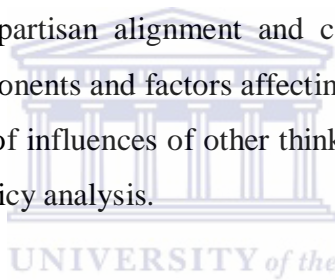 partisan alignment and c
onents and factors affectin
of influences of other think
icy analysis.
UNIVERSITY of the